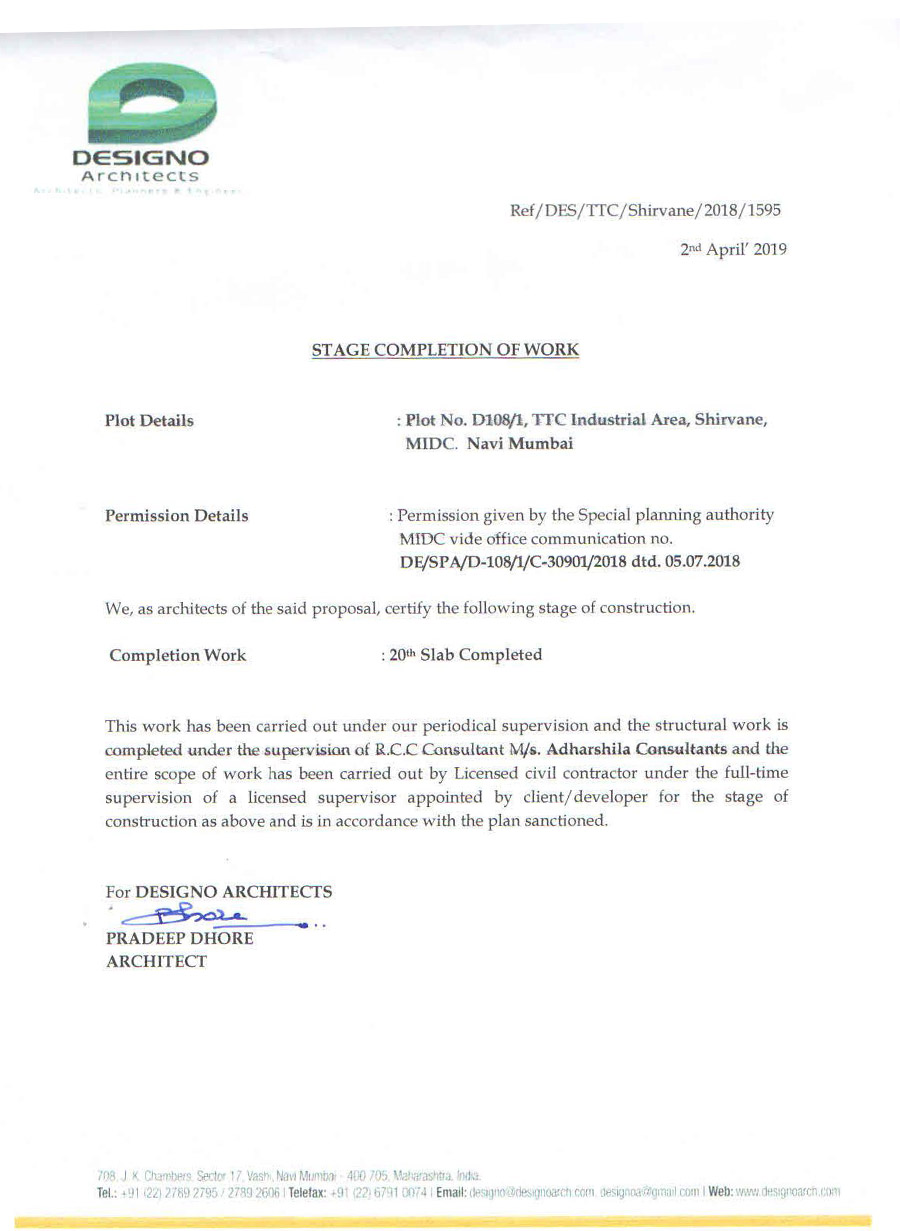 DESIGNO
Architects
Architects, Planners & Engineer
Ref/DES/TTC/Shirvane/2018/1595
2nd April' 2019
STAGE COMPLETION OF WORK
Plot Details : Plot No. D108/1, TTC Industrial Area, Shirvane,
MIDC. Navi Mumbai
Permission Details : Permission given by the Special planning authority
MIDC vide office communication no.
DE/SPA/D-108/1/C-30901/2018 dtd. 05.07.2018
We, as architects of the said proposal, certify the following stage of construction.
Completion Work : 20th Slab Completed
This work has been carried out under our periodical supervision and the structural work is
completed under the supervision of R.C.C Consultant M/s. Adharshila Consultants and the
entire scope of work has been carried out by Licensed civil contractor under the full-time
supervision of a licensed supervisor appointed by client/developer for the stage of
construction as above and is in accordance with the plan sanctioned.
For DESIGNO ARCHITECTS
Dhore
PRADEEP DHORE
ARCHITECT
708, J. K. Chambers, Sector 17, Vashi, Navi Mumbai - 400 705, Maharashtra, India.
Tel.: +91 (22) 2789 2795 / 2789 2606 | Telefax: +91 (22) 6791 0074 | Email: designo@designoarch.com, designoa@gmail.com | Web: www.designoarch.com